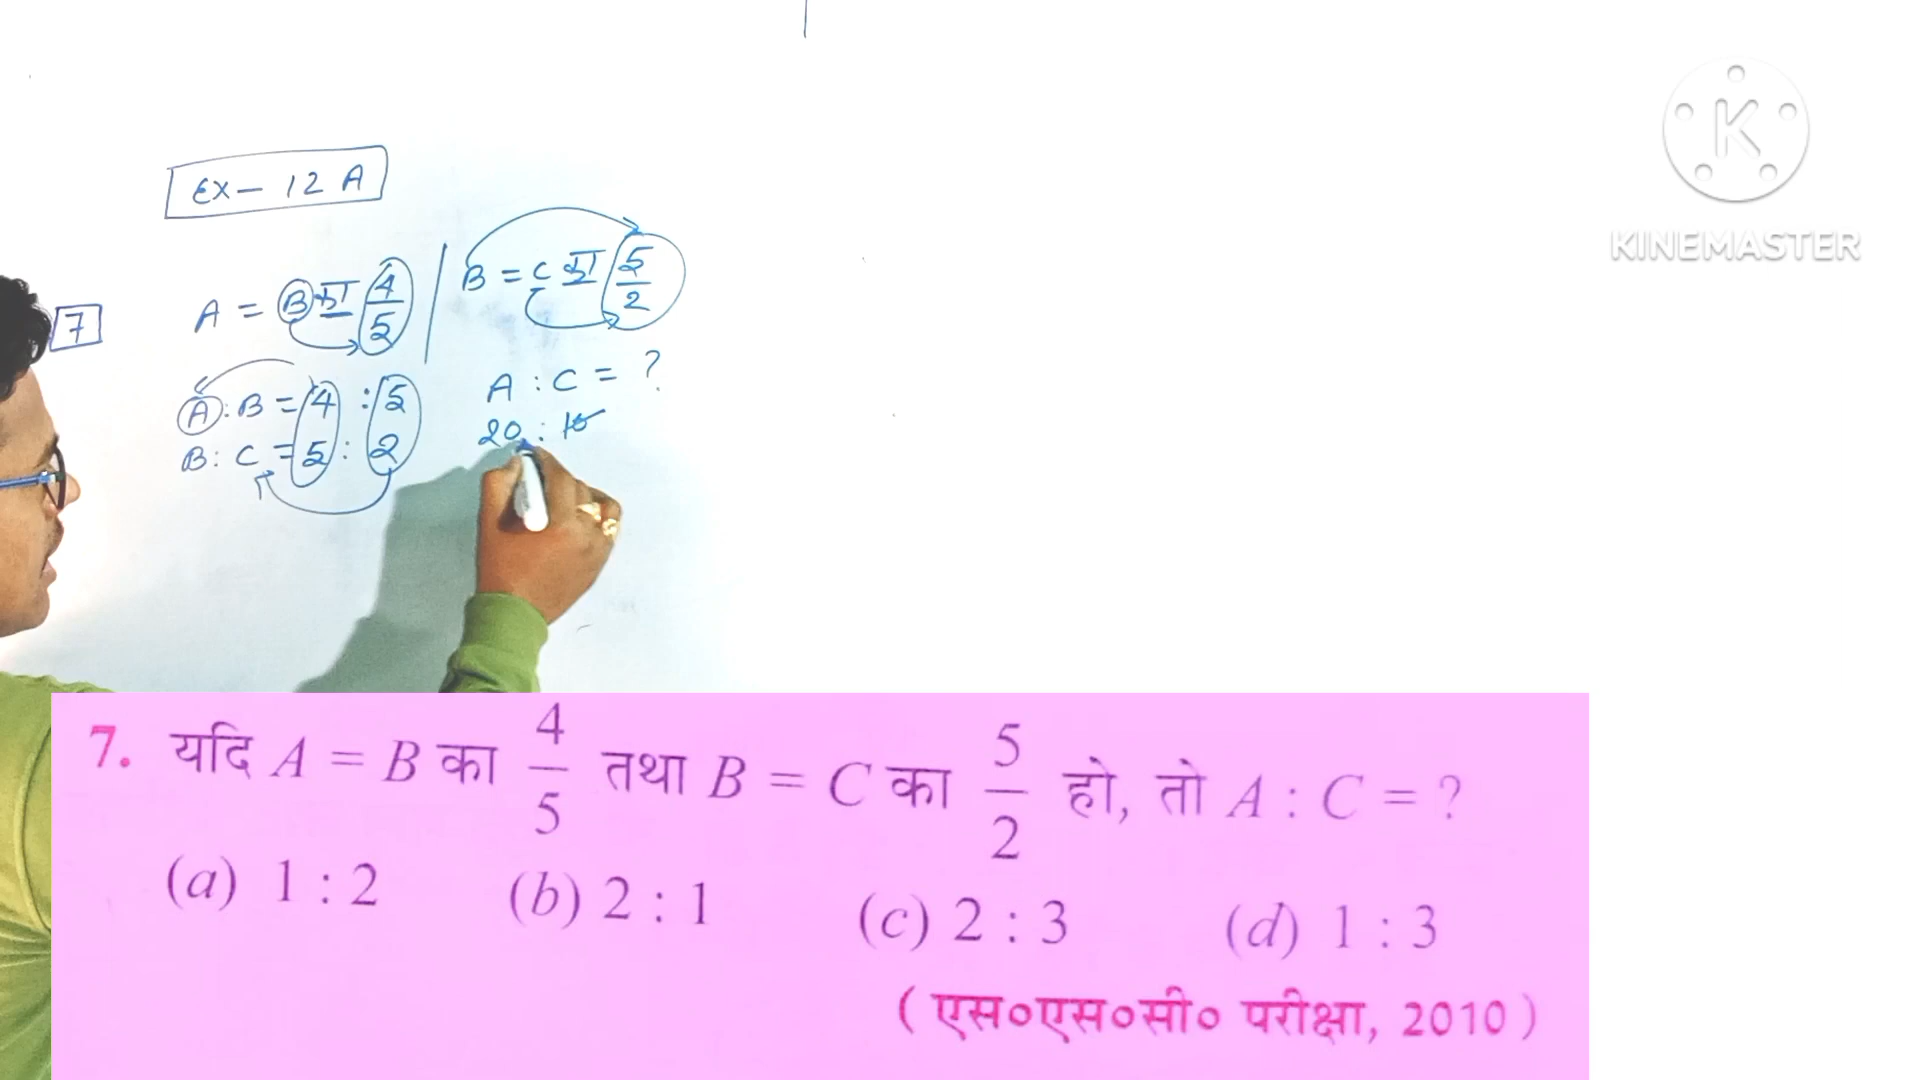 Ex - 12 A
7
A = B का 4/5
B = C का 5/2
A : B = 4 : 5
B : C = 5 : 2
A : C = ?
20 : 10
K
KINEMASTER
7. यदि A = B का 4/5 तथा B = C का 5/2 हो, तो A : C = ?
(a) 1 : 2 (b) 2 : 1 (c) 2 : 3 (d) 1 : 3
( एस०एस०सी० परीक्षा, 2010 )